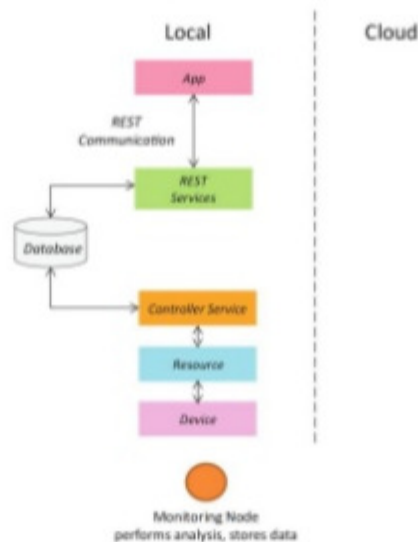 Local Cloud
App
REST
Communication
REST
Services
Database
Controller Service
Resource
Device
Monitoring Node
performs analysis, stores data